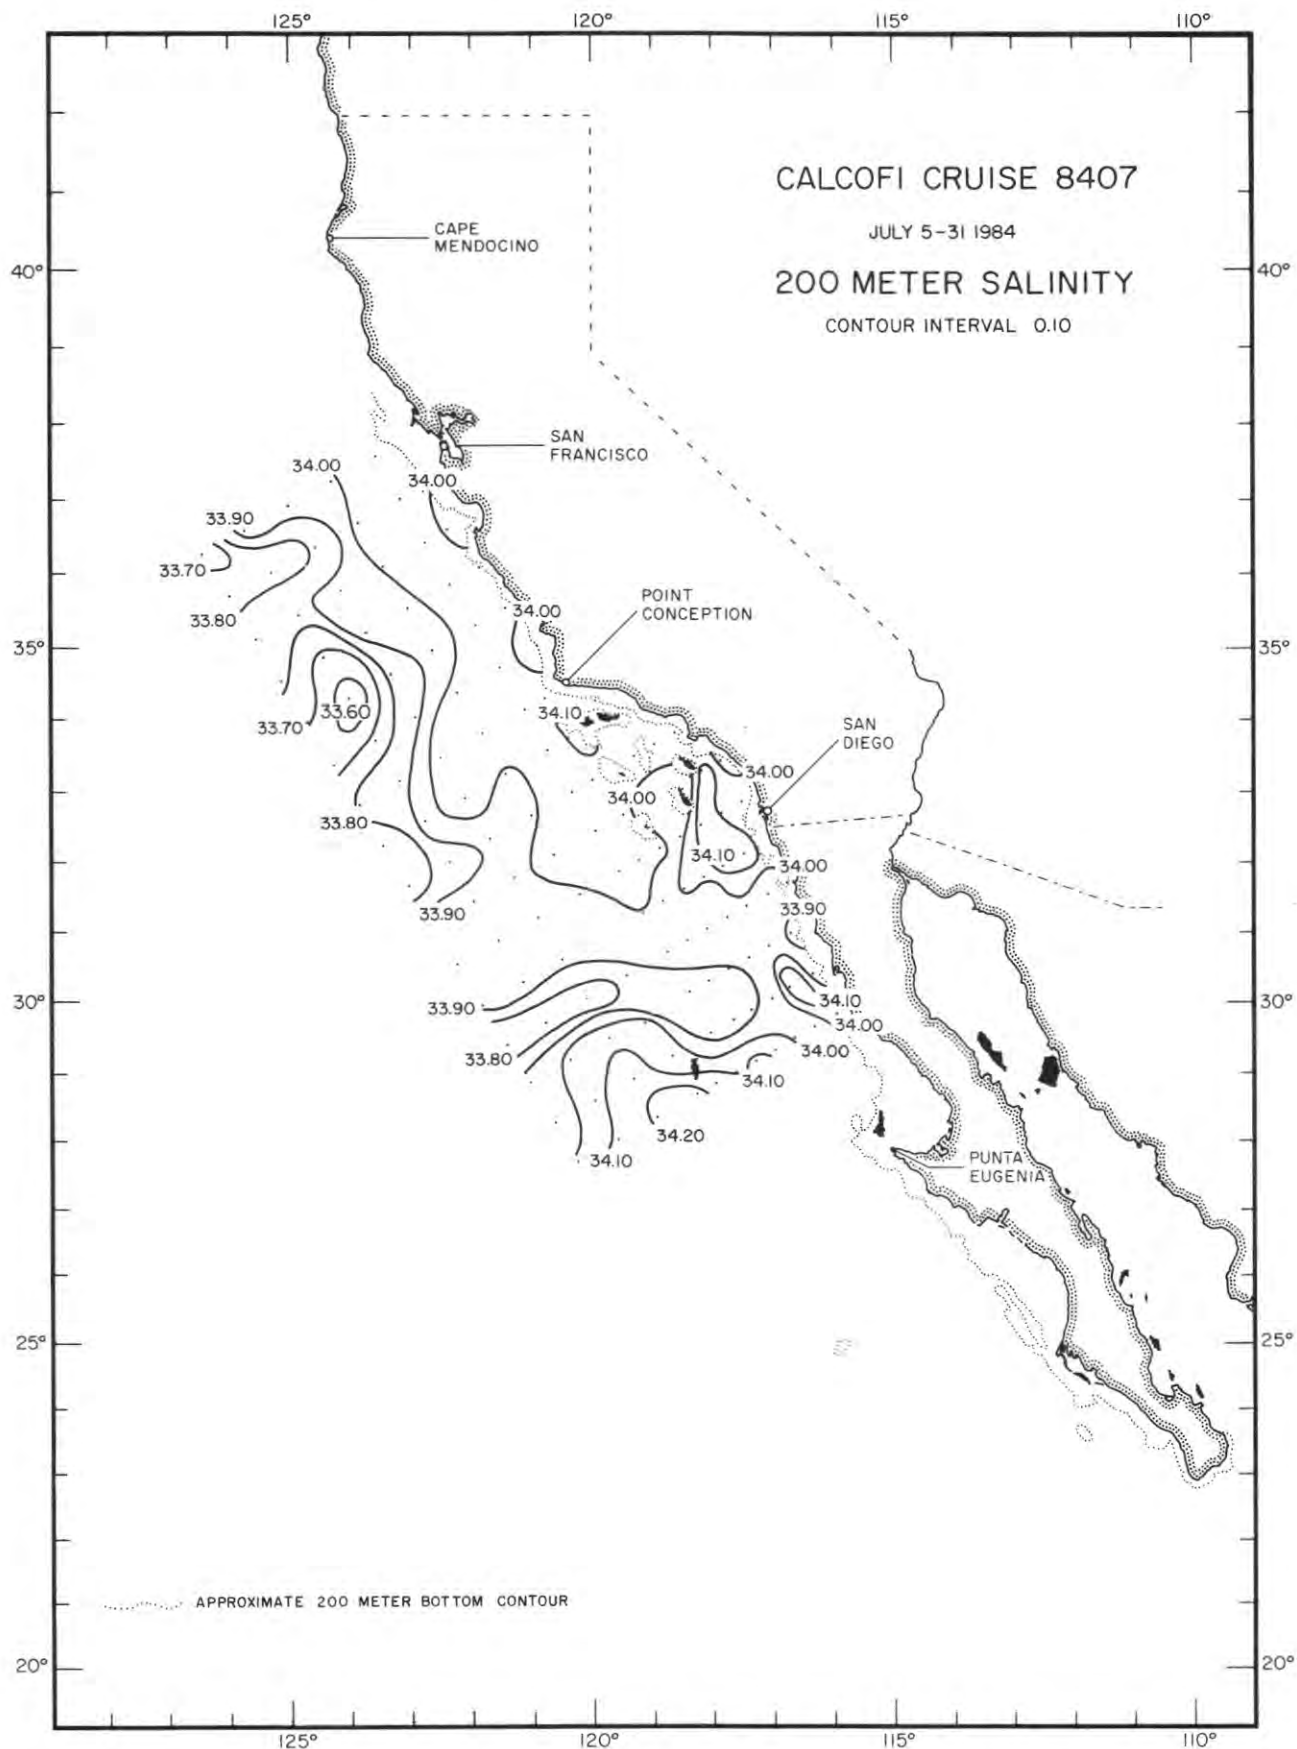 125°
120°
115°
110°
CALCOFI CRUISE 8407
JULY 5-31 1984
200 METER SALINITY
CONTOUR INTERVAL 0.10
CAPE
MENDOCINO
40°
40°
SAN
FRANCISCO
34.00
34.00
33.90
33.70
33.80
34.00
POINT
CONCEPTION
35°
35°
33.70
33.60
34.10
SAN
DIEGO
34.00
34.00
33.80
34.10
34.00
33.90
33.90
30°
30°
33.90
34.10
34.00
33.80
34.00
34.10
34.20
34.10
PUNTA
EUGENIA
25°
25°
APPROXIMATE 200 METER BOTTOM CONTOUR
20°
20°
125°
120°
115°
110°